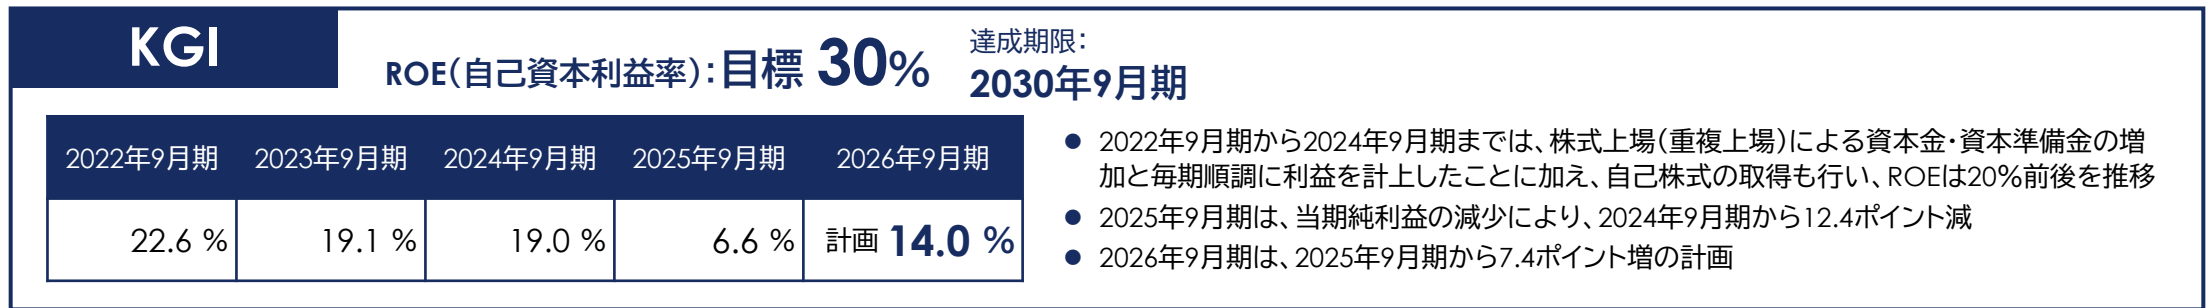 KGI
ROE（自己資本利益率）：目標 30%
達成期限：
2030年9月期
2022年9月期 2023年9月期 2024年9月期 2025年9月期 2026年9月期
22.6 % 19.1 % 19.0 % 6.6 % 計画 14.0 %
● 2022年9月期から2024年9月期までは、株式上場（重複上場）による資本金・資本準備金の増
加と毎期順調に利益を計上したことに加え、自己株式の取得も行い、ROEは20％前後を推移
● 2025年9月期は、当期純利益の減少により、2024年9月期から12.4ポイント減
● 2026年9月期は、2025年9月期から7.4ポイント増の計画